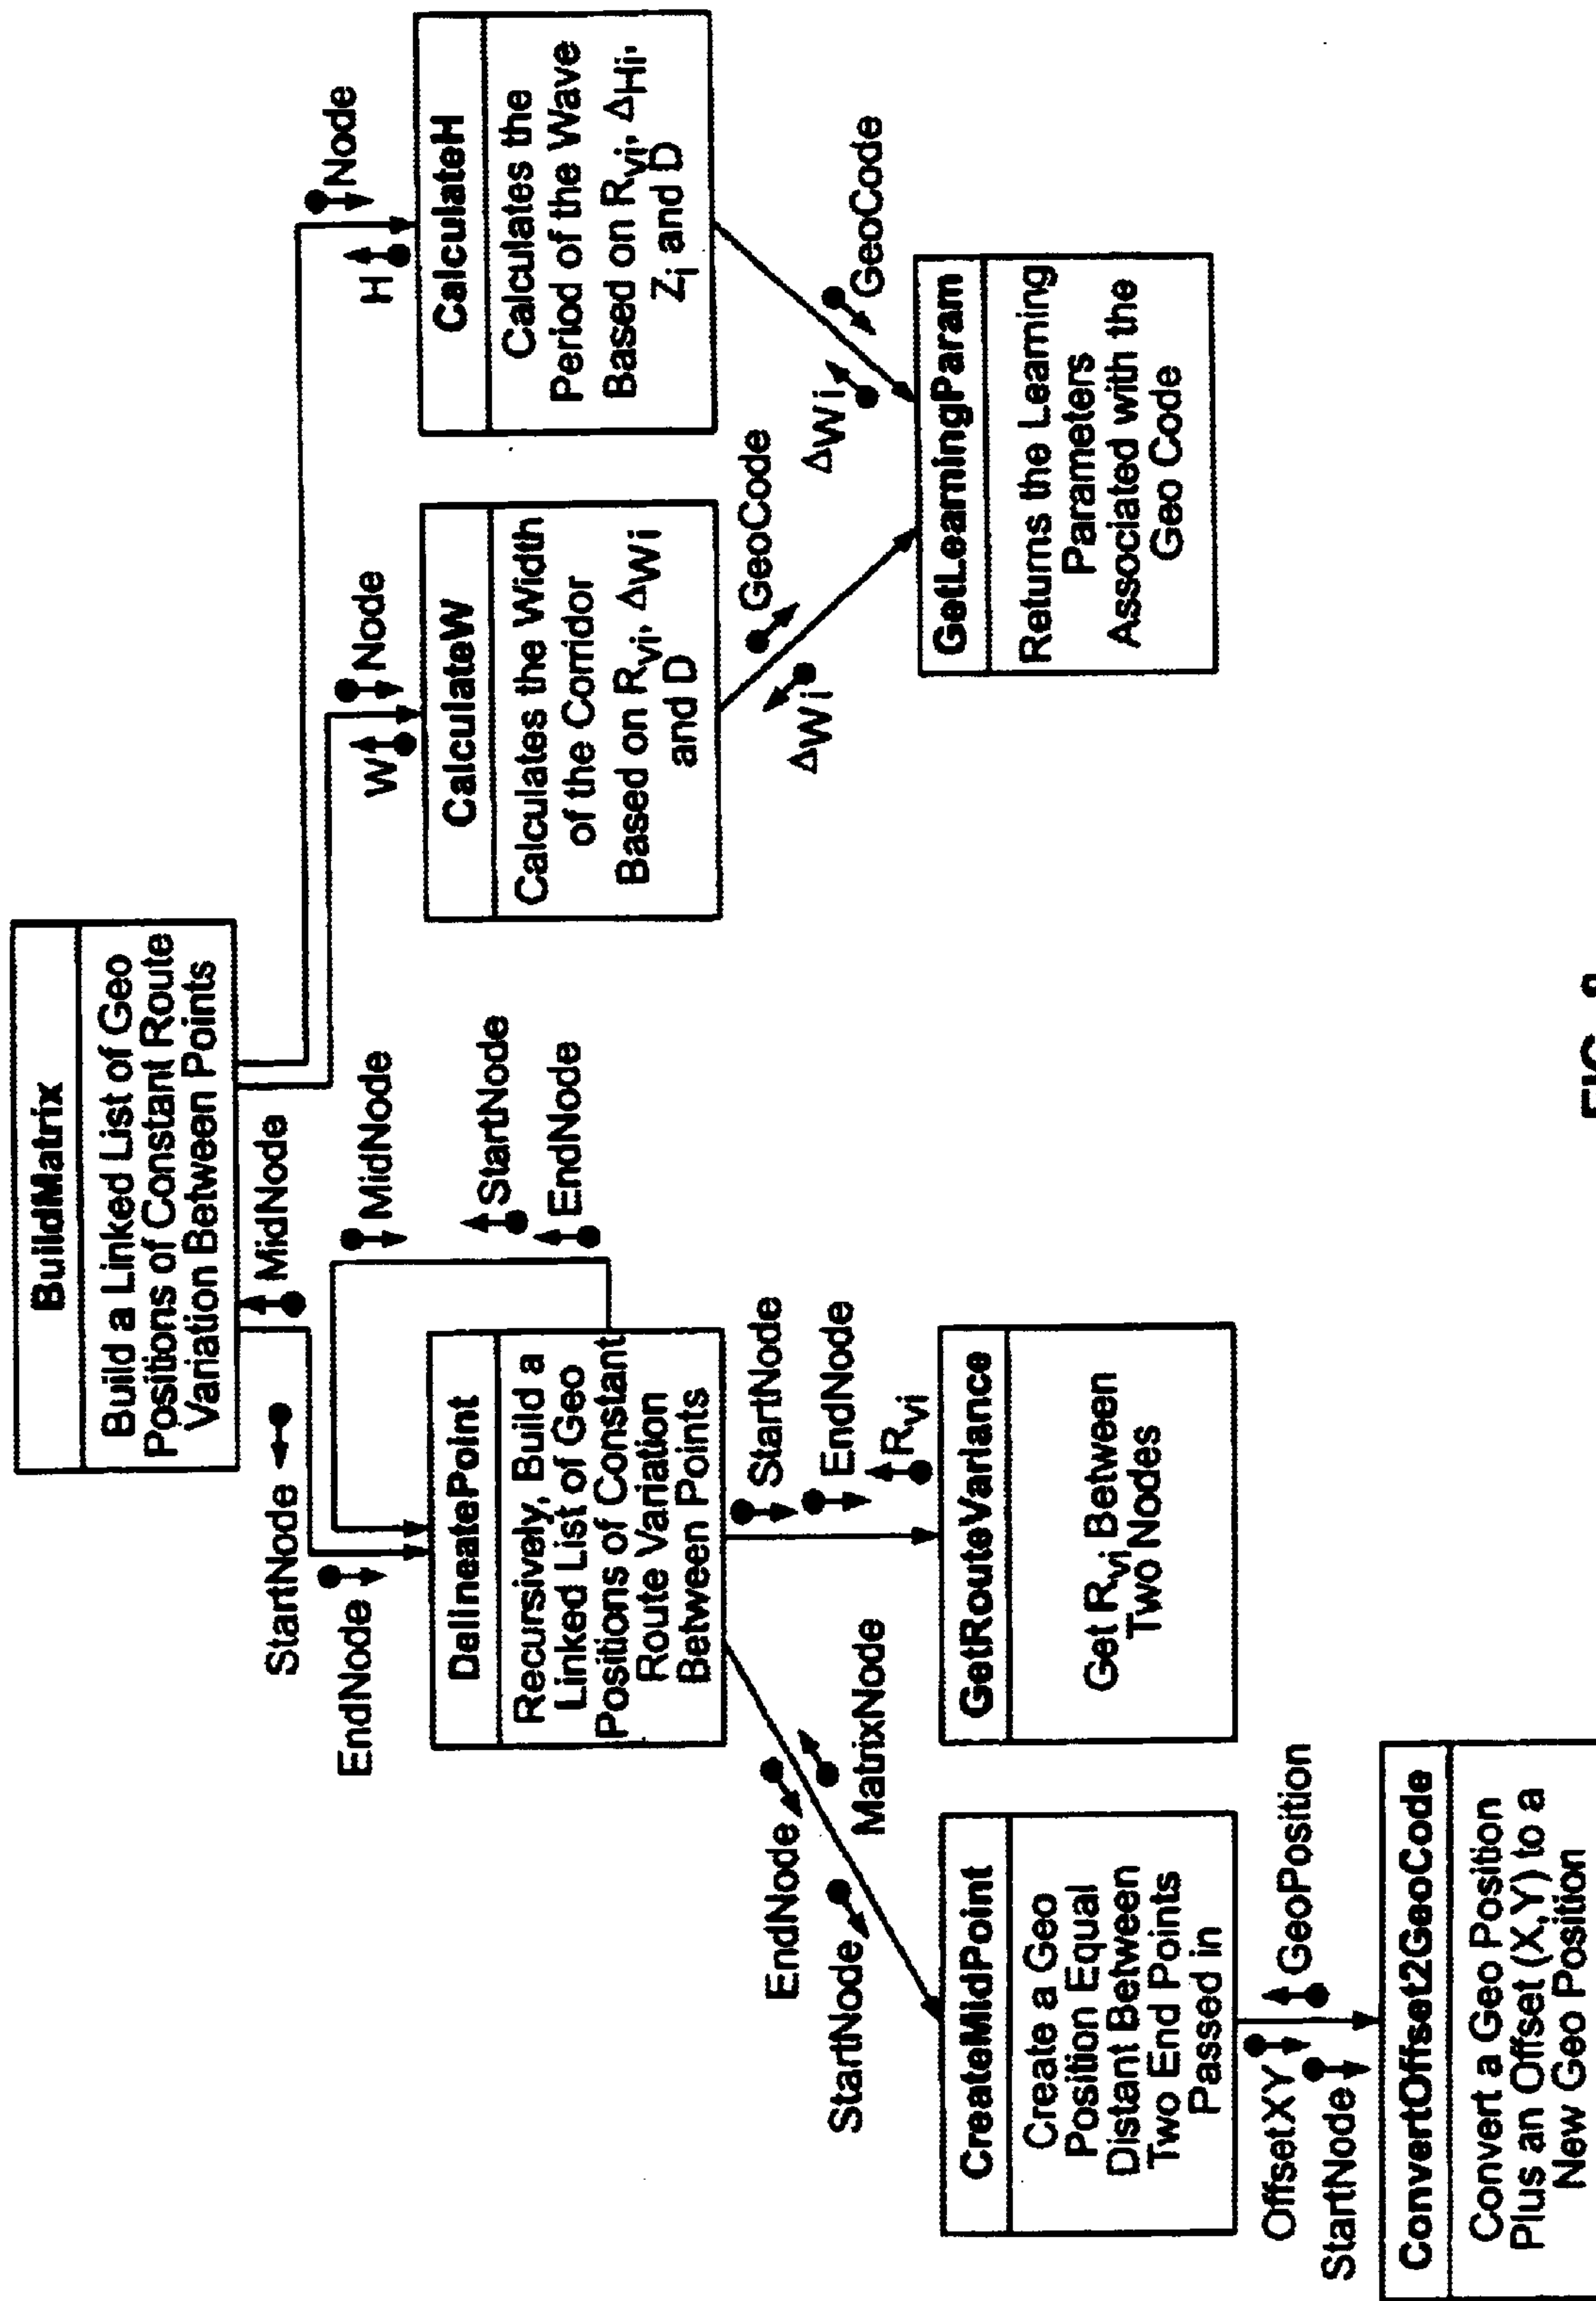 BuildMatrix
Build a Linked List of Geo
Positions of Constant Route
Variation Between Points
StartNode
MidNode
EndNode
MidNode
StartNode
EndNode
W
Node
H
Node
DelineatePoint
Recursively, Build a
Linked List of Geo
Positions of Constant
Route Variation
Between Points
CalculateW
Calculates the Width
of the Corridor
Based on Rvi, ΔWi
and D
CalculateH
Calculates the
Period of the Wave
Based on Rvi, ΔHi,
Zi and D
EndNode
StartNode
MatrixNode
StartNode
EndNode
Rvi
GeoCode
ΔWi
ΔWi
GeoCode
CreateMidPoint
Create a Geo
Position Equal
Distant Between
Two End Points
Passed in
GetRouteVariance
Get Rvi Between
Two Nodes
GetLearningParam
Returns the Learning
Parameters
Associated with the
Geo Code
OffsetXY
StartNode
GeoPosition
ConvertOffset2GeoCode
Convert a Geo Position
Plus an Offset (X,Y) to a
New Geo Position